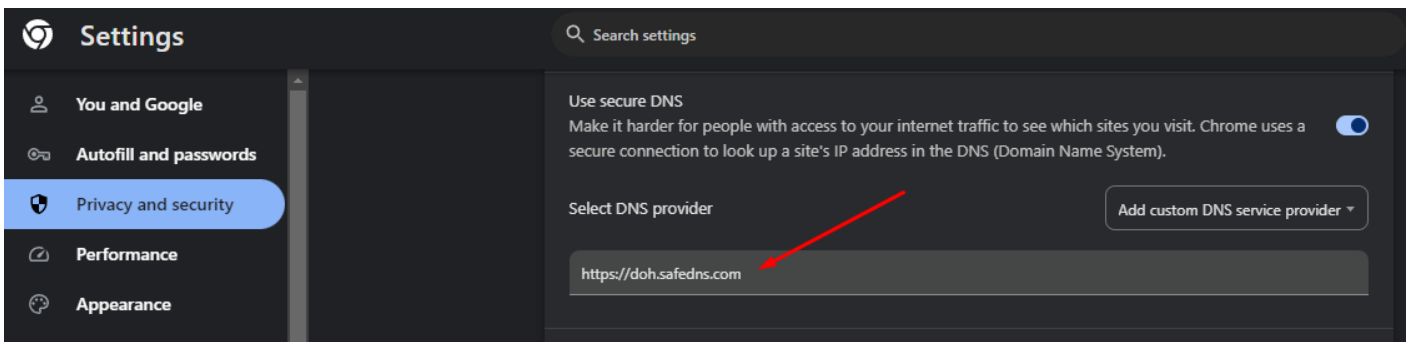 Settings
Search settings
You and Google
Autofill and passwords
Privacy and security
Performance
Appearance
Use secure DNS
Make it harder for people with access to your internet traffic to see which sites you visit. Chrome uses a
secure connection to look up a site's IP address in the DNS (Domain Name System).
Select DNS provider
Add custom DNS service provider
https://doh.safedns.com